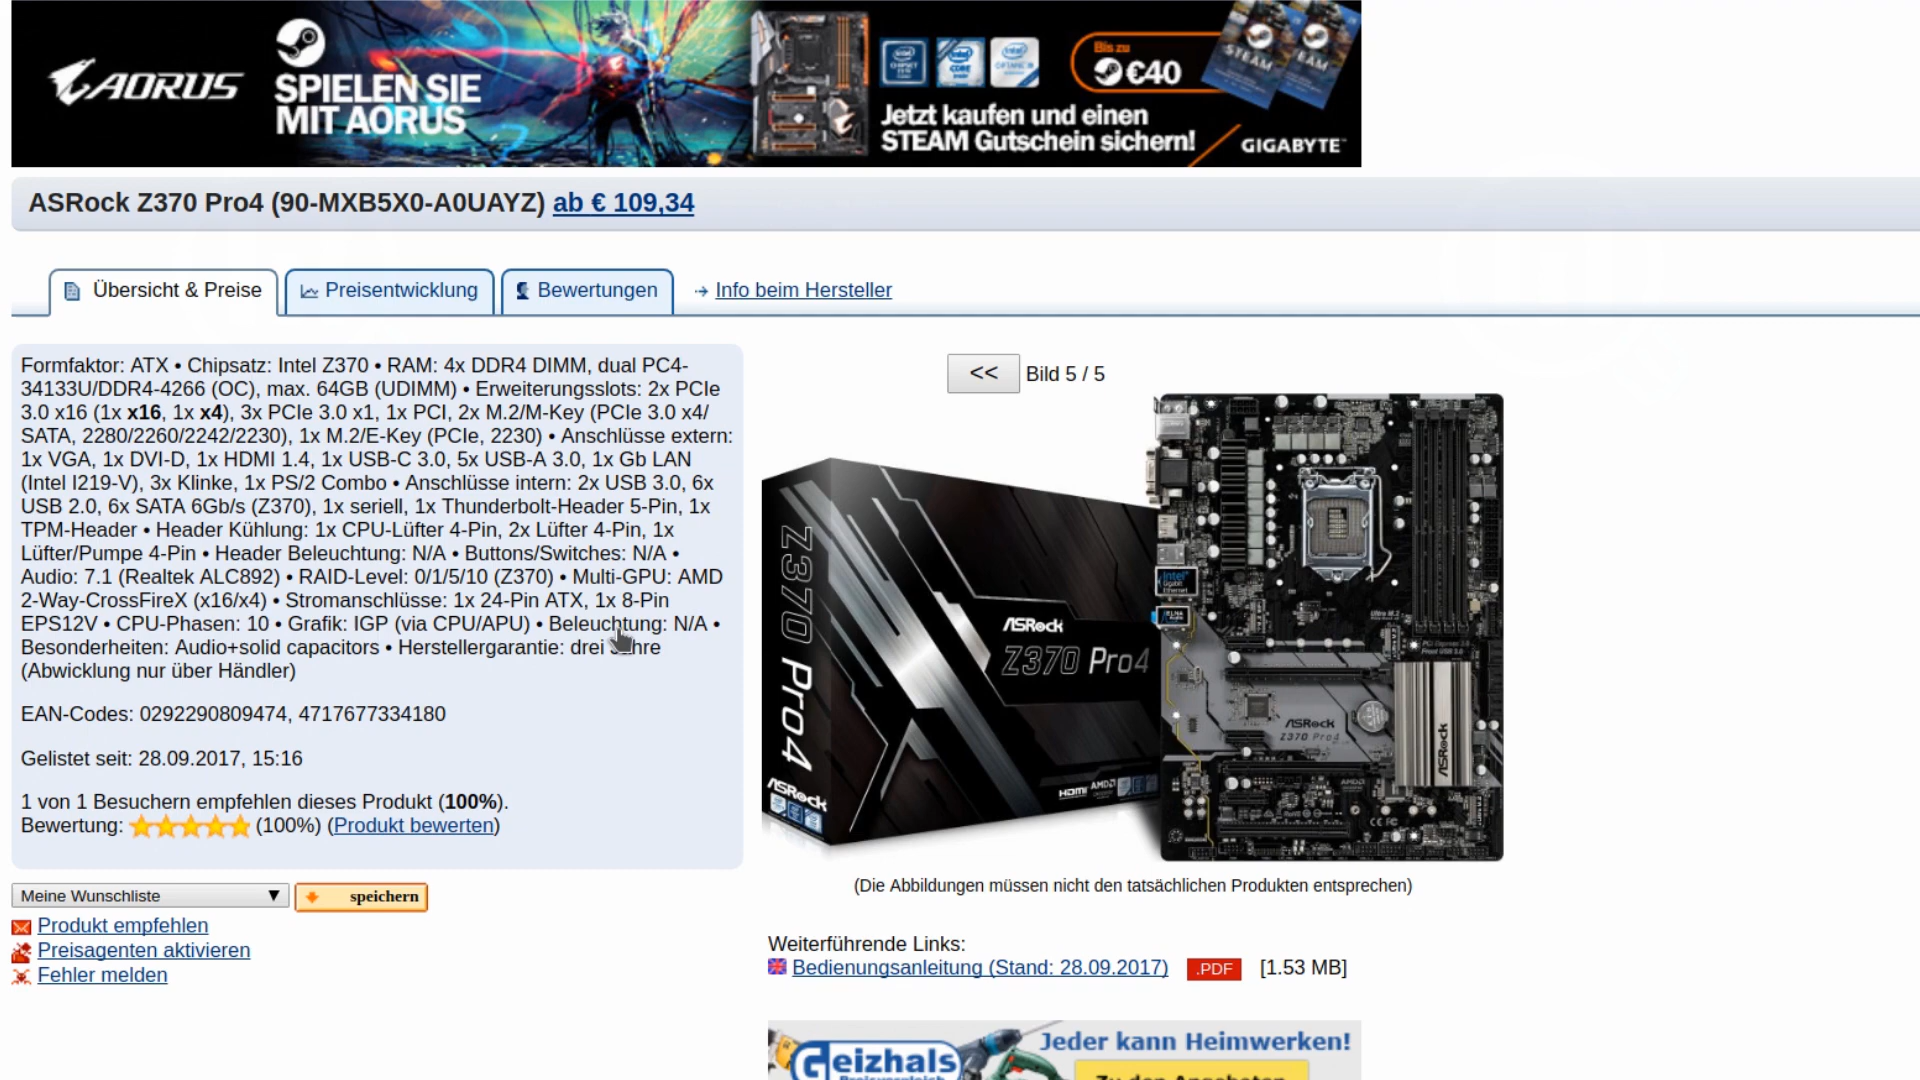 AORUS
SPIELEN SIE
MIT AORUS
Bis zu
€40
STEAM
Jetzt kaufen und einen
STEAM Gutschein sichern!
GIGABYTE™
ASRock Z370 Pro4 (90-MXB5X0-A0UAYZ) ab € 109,34
Übersicht & Preise
Preisentwicklung
Bewertungen
Info beim Hersteller
Formfaktor: ATX • Chipsatz: Intel Z370 • RAM: 4x DDR4 DIMM, dual PC4-
34133U/DDR4-4266 (OC), max. 64GB (UDIMM) • Erweiterungsslots: 2x PCIe
3.0 x16 (1x x16, 1x x4), 3x PCIe 3.0 x1, 1x PCI, 2x M.2/M-Key (PCIe 3.0 x4/
SATA, 2280/2260/2242/2230), 1x M.2/E-Key (PCIe, 2230) • Anschlüsse extern:
1x VGA, 1x DVI-D, 1x HDMI 1.4, 1x USB-C 3.0, 5x USB-A 3.0, 1x Gb LAN
(Intel I219-V), 3x Klinke, 1x PS/2 Combo • Anschlüsse intern: 2x USB 3.0, 6x
USB 2.0, 6x SATA 6Gb/s (Z370), 1x seriell, 1x Thunderbolt-Header 5-Pin, 1x
TPM-Header • Header Kühlung: 1x CPU-Lüfter 4-Pin, 2x Lüfter 4-Pin, 1x
Lüfter/Pumpe 4-Pin • Header Beleuchtung: N/A • Buttons/Switches: N/A •
Audio: 7.1 (Realtek ALC892) • RAID-Level: 0/1/5/10 (Z370) • Multi-GPU: AMD
2-Way-CrossFireX (x16/x4) • Stromanschlüsse: 1x 24-Pin ATX, 1x 8-Pin
EPS12V • CPU-Phasen: 10 • Grafik: IGP (via CPU/APU) • Beleuchtung: N/A •
Besonderheiten: Audio+solid capacitors • Herstellergarantie: drei Jahre
(Abwicklung nur über Händler)
EAN-Codes: 0292290809474, 4717677334180
Gelistet seit: 28.09.2017, 15:16
1 von 1 Besuchern empfehlen dieses Produkt (100%).
Bewertung: (100%) (Produkt bewerten)
Meine Wunschliste
speichern
Produkt empfehlen
Preisagenten aktivieren
Fehler melden
<< Bild 5 / 5
Z370 Pro4
ASRock
ASRock
Z370 Pro4
HDMI AMD
ASRock
Z370 Pro4
ASRock
(Die Abbildungen müssen nicht den tatsächlichen Produkten entsprechen)
Weiterführende Links:
Bedienungsanleitung (Stand: 28.09.2017) .PDF [1.53 MB]
Geizhals
Preisvergleich
Jeder kann Heimwerken!
Zu den Angeboten